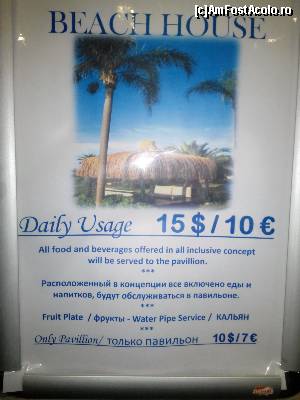 [c]AmFostAcolo.ro
BEACH HOUSE
Daily Usage 15$/10€
All food and beverages offered in all inclusive concept
will be served to the pavillion.
***
Расположенный в концепции все включено еды и
напитков, будут обслуживаться в павильоне.
***
Fruit Plate / фрукты - Water Pipe Service / КАЛЬЯН
***
Only Pavillion/ только павильон 10$/7€